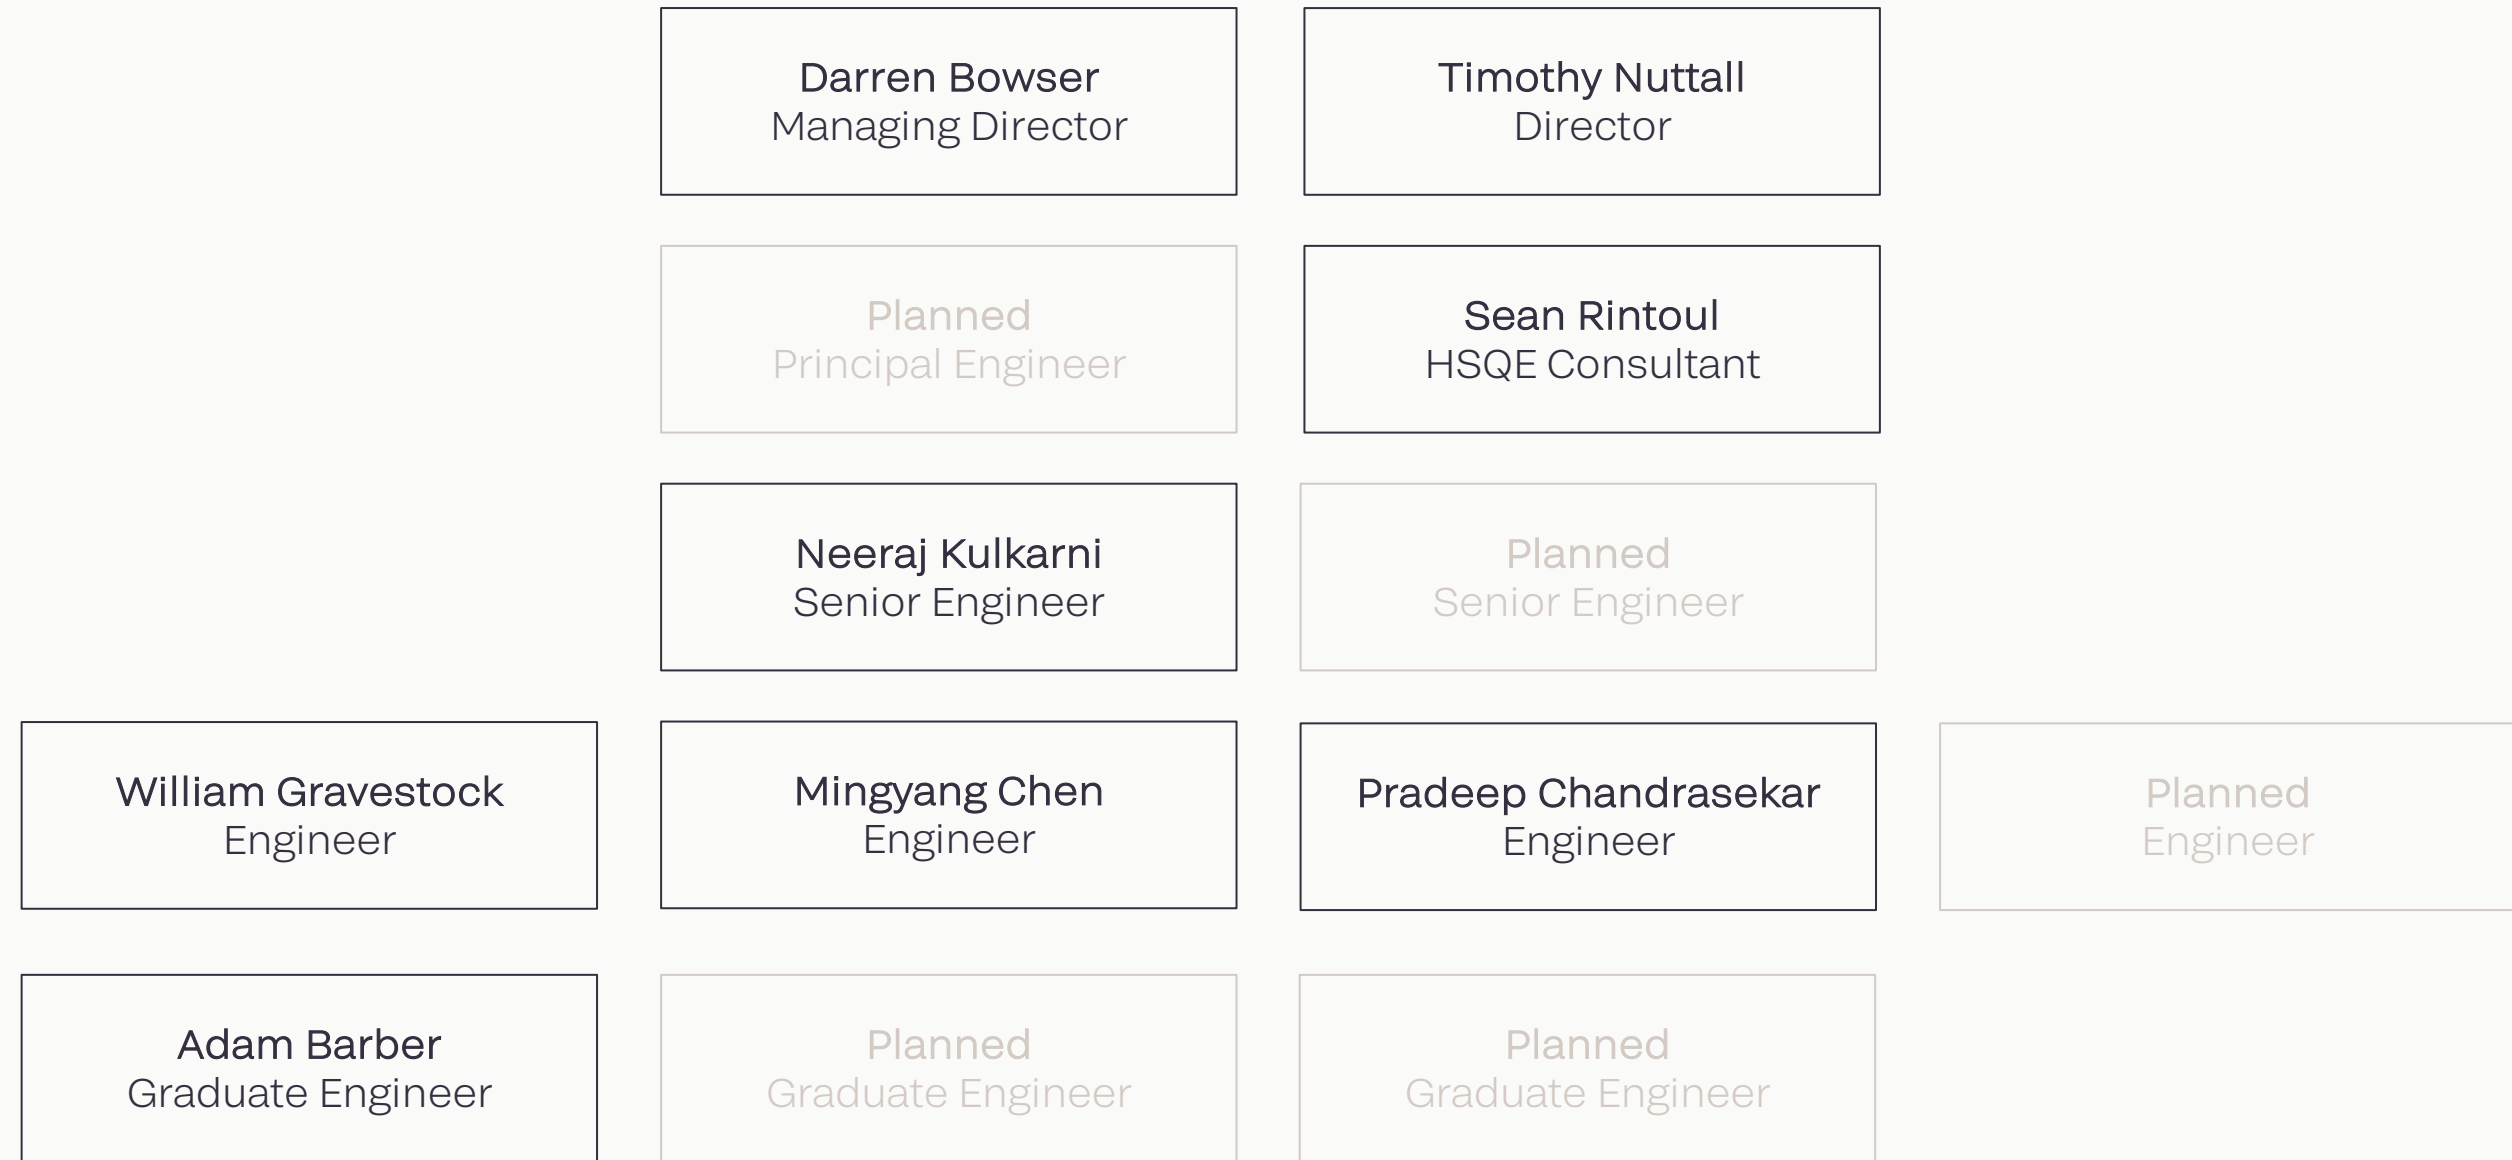 Darren Bowser
Managing Director
Timothy Nuttall
Director
Planned
Principal Engineer
Sean Rintoul
HSQE Consultant
Neeraj Kulkarni
Senior Engineer
Planned
Senior Engineer
William Gravestock
Engineer
Mingyang Chen
Engineer
Pradeep Chandrasekar
Engineer
Planned
Engineer
Adam Barber
Graduate Engineer
Planned
Graduate Engineer
Planned
Graduate Engineer